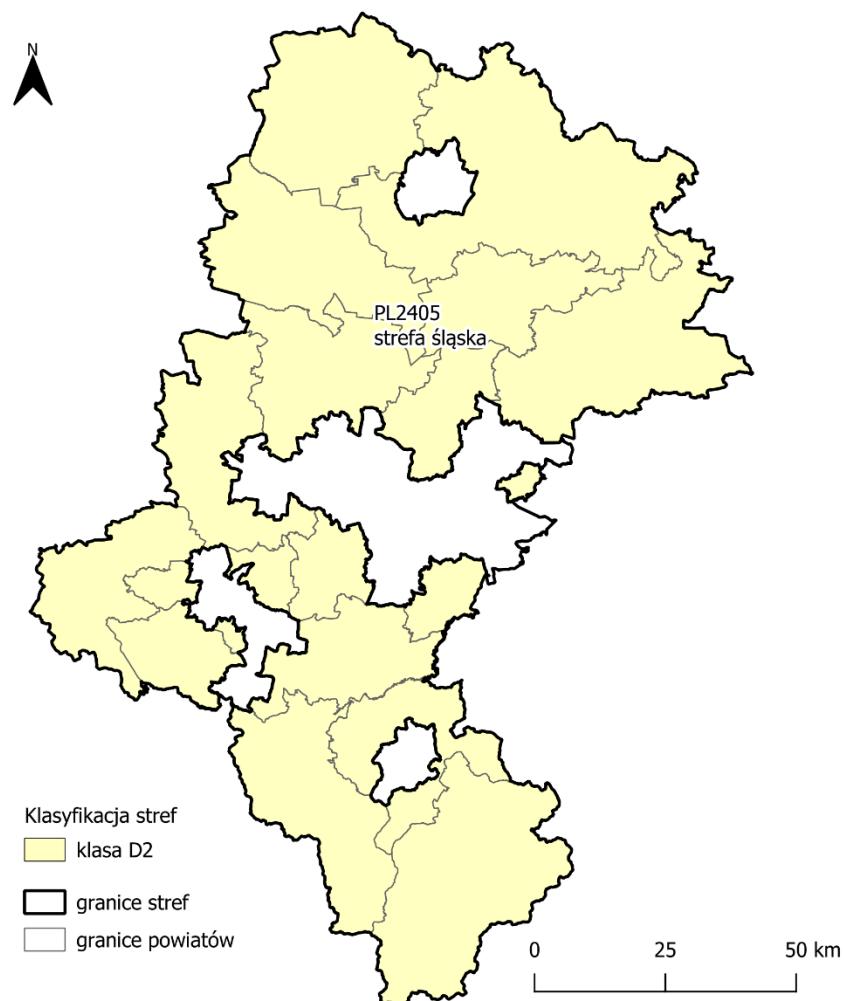 N
PL2405
strefa śląska
Klasyfikacja stref
klasa D2
granice stref
granice powiatów
0 25 50 km